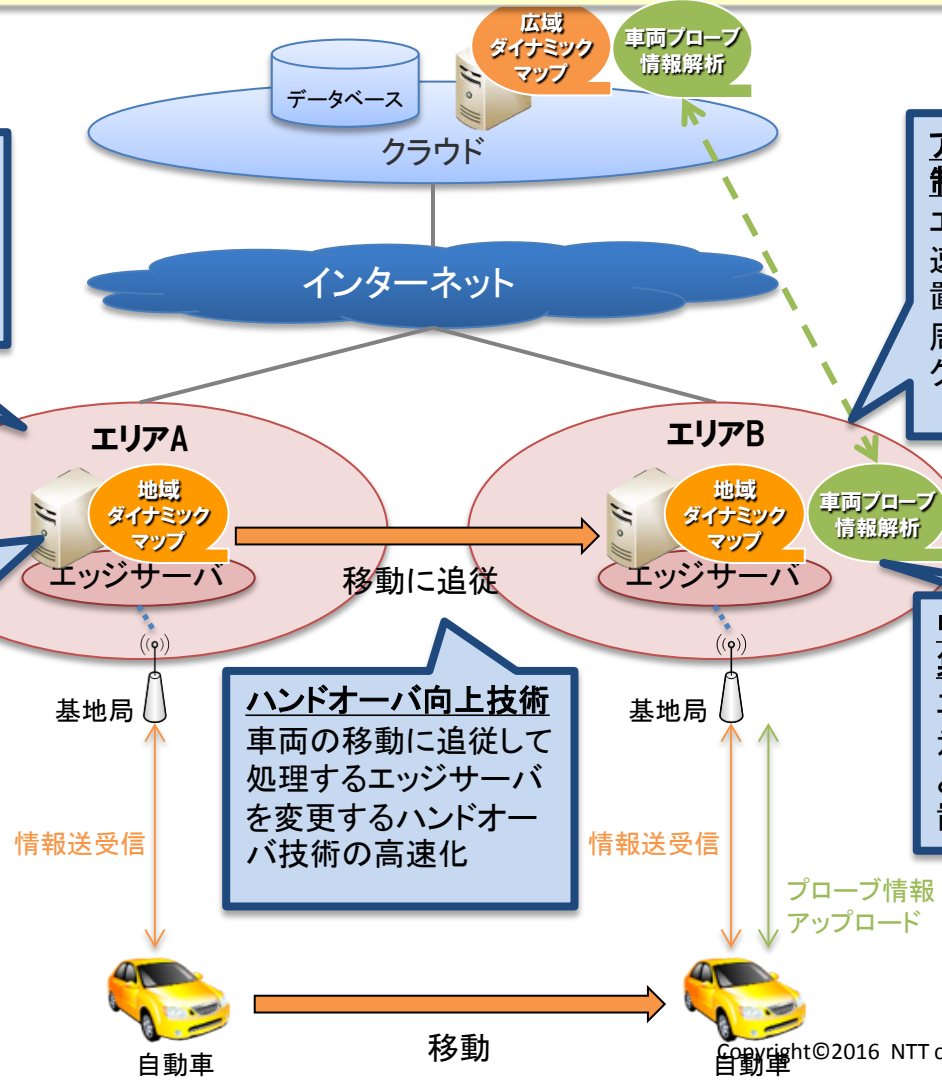 広域
ダイナミック
マップ
車両プローブ
情報解析
データベース
クラウド
インターネット
エリアA
エリアB
地域
ダイナミック
マップ
地域
ダイナミック
マップ
車両プローブ
情報解析
エッジサーバ
移動に追従
エッジサーバ
基地局
ハンドオーバ向上技術
車両の移動に追従して
処理するエッジサーバ
を変更するハンドオー
バ技術の高速化
基地局
情報送受信
情報送受信
プローブ情報
アップロード
自動車
移動
自動車
Copyright©2016 NTT